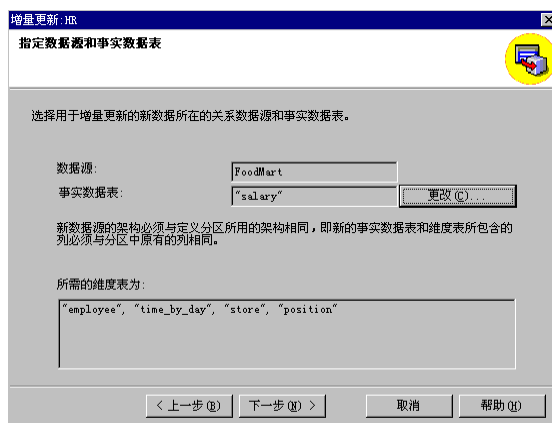 增量更新:HR
指定数据源和事实数据表
选择用于增量更新的新数据所在的关系数据源和事实数据表。
数据源:
FoodMart
事实数据表:
"salary"
更改(C)...
新数据源的架构必须与定义分区所用的架构相同，即新的事实数据表和维度表所包含的
列必须与分区中原有的列相同。
所需的维度表为:
"employee", "time_by_day", "store", "position"
< 上一步(B)
下一步(N) >
取消
帮助(H)